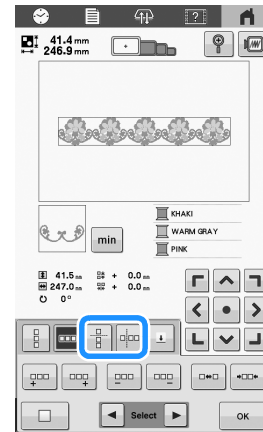 ?
41.4 mm
246.9 mm
+
min
KHAKI
WARM GRAY
PINK
41.5 mm + 0.0 mm
247.0 mm + 0.0 mm
0°
+ + − −
Select
OK